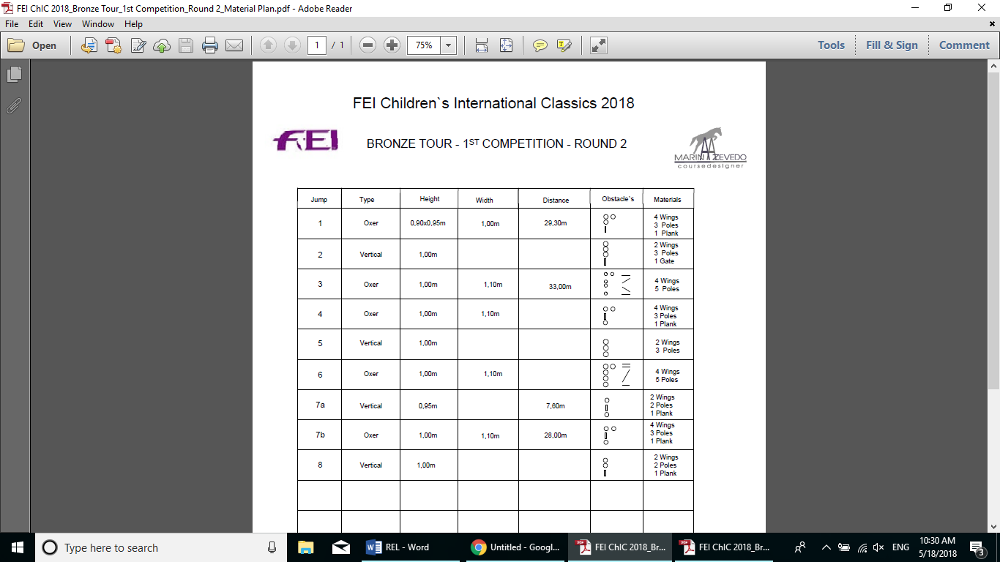 FEI ChIC 2018_Bronze Tour_1st Competition_Round 2_Material Plan.pdf - Adobe Reader
File Edit View Window Help
Open 1 / 1 75% Tools Fill & Sign Comment
FEI Children`s International Classics 2018
FEI
BRONZE TOUR - 1ST COMPETITION - ROUND 2
MARIN AZEVEDO
coursedesigner
Jump Type Height Width Distance Obstacle`s Materials
1 Oxer 0,90x0,95m 1,00m 29,30m 4 Wings
3 Poles
1 Plank
2 Vertical 1,00m 2 Wings
3 Poles
1 Gate
3 Oxer 1,00m 1,10m 33,00m 4 Wings
5 Poles
4 Oxer 1,00m 1,10m 4 Wings
3 Poles
1 Plank
5 Vertical 1,00m 2 Wings
3 Poles
6 Oxer 1,00m 1,10m 4 Wings
5 Poles
7a Vertical 0,95m 7,60m 2 Wings
2 Poles
1 Plank
7b Oxer 1,00m 1,10m 28,00m 4 Wings
3 Poles
1 Plank
8 Vertical 1,00m 2 Wings
2 Poles
1 Plank
Type here to search REL - Word Untitled - Googl... FEI ChIC 2018_Br... FEI ChIC 2018_Br... ENG 10:30 AM
5/18/2018
3